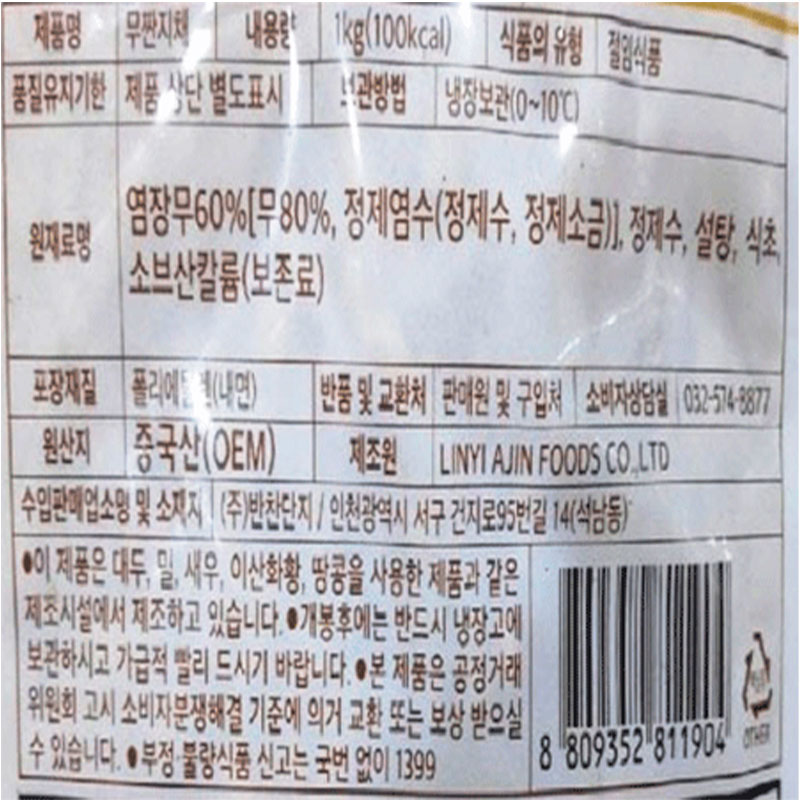 제품명 무짠지채 내용량 1kg(100kcal) 식품의 유형 절임식품
품질유지기한 제품 상단 별도표시 보관방법 냉장보관(0~10℃)
원재료명 염장무60%[무80%, 정제염수(정제수, 정제소금)], 정제수, 설탕, 식초,
소브산칼륨(보존료)
포장재질 폴리에틸렌(내면) 반품 및 교환처 판매원 및 구입처 소비자상담실 032-574-8877
원산지 중국산(OEM) 제조원 LINYI AJIN FOODS CO.,LTD
수입판매업소명 및 소재지 (주)반찬단지 / 인천광역시 서구 건지로95번길 14(석남동)
●이 제품은 대두, 밀, 새우, 이산화황, 땅콩을 사용한 제품과 같은
제조시설에서 제조하고 있습니다. ●개봉후에는 반드시 냉장고에
보관하시고 가급적 빨리 드시기 바랍니다. ●본 제품은 공정거래
위원회 고시 소비자분쟁해결 기준에 의거 교환 또는 보상 받으실
수 있습니다. ●부정·불량식품 신고는 국번 없이 1399
8 809352 811904
OTHER